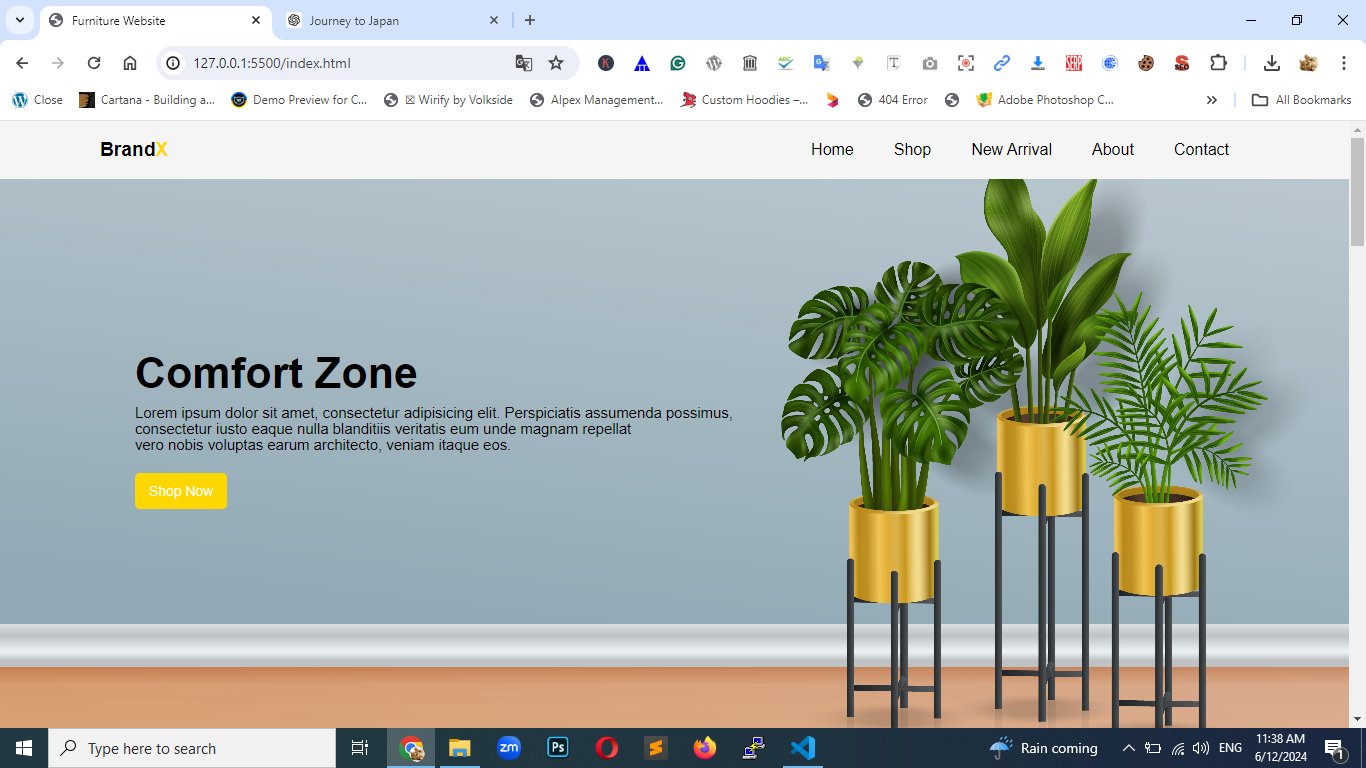 Furniture Website
Journey to Japan
127.0.0.1:5500/index.html
Close
Cartana - Building a...
Demo Preview for C...
☒ Wirify by Volkside
Alpex Management...
Custom Hoodies –...
404 Error
Adobe Photoshop C...
All Bookmarks
BrandX
Home
Shop
New Arrival
About
Contact
Comfort Zone
Lorem ipsum dolor sit amet, consectetur adipisicing elit. Perspiciatis assumenda possimus,
consectetur iusto eaque nulla blanditiis veritatis eum unde magnam repellat
vero nobis voluptas earum architecto, veniam itaque eos.
Shop Now
Type here to search
zm
Ps
Rain coming
ENG
11:38 AM
6/12/2024
1